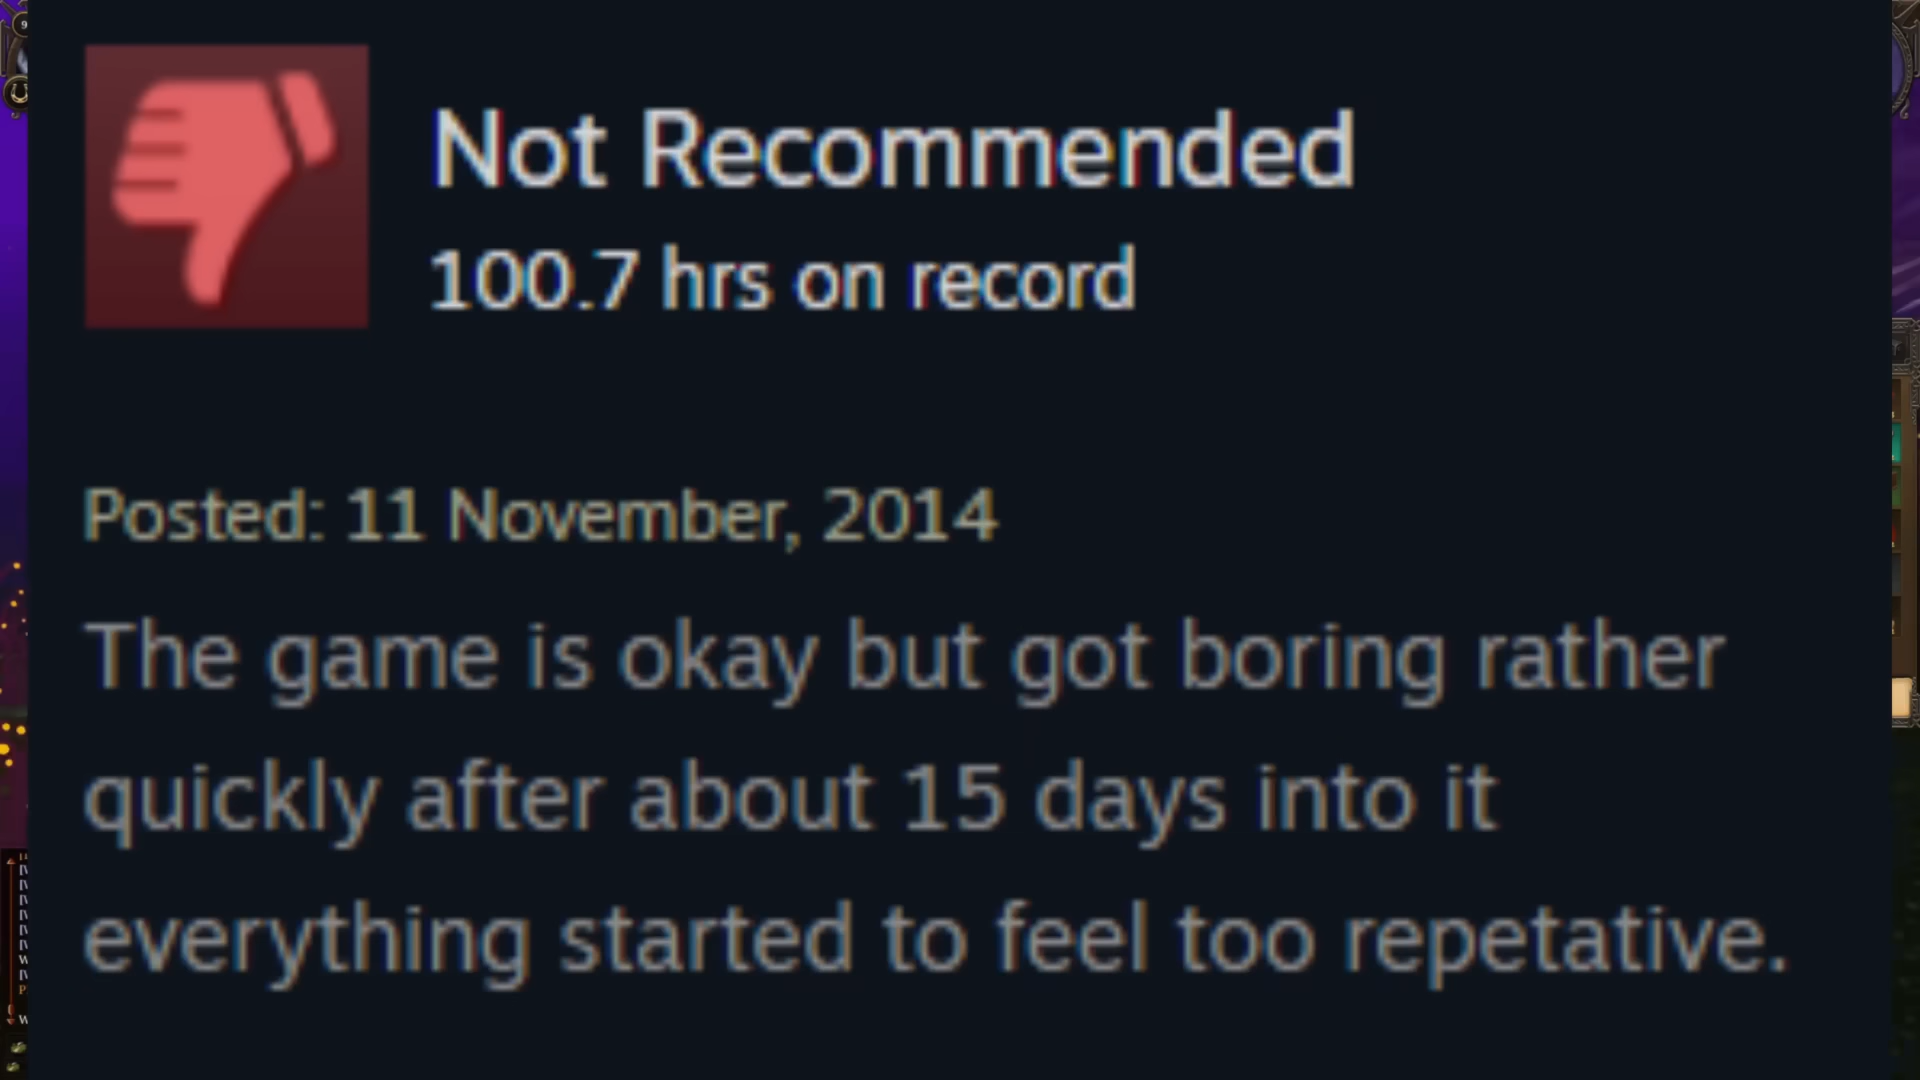 Not Recommended
100.7 hrs on record
Posted: 11 November, 2014
The game is okay but got boring rather
quickly after about 15 days into it
everything started to feel too repetative.